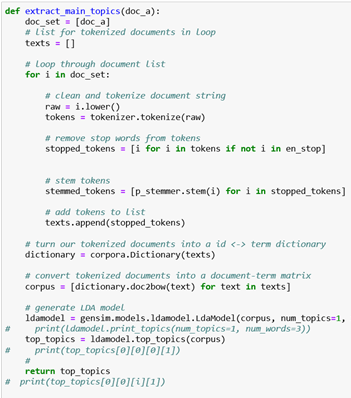 def extract_main_topics(doc_a):
    doc_set = [doc_a]
    # list for tokenized documents in loop
    texts = []
    # loop through document list
    for i in doc_set:
        # clean and tokenize document string
        raw = i.lower()
        tokens = tokenizer.tokenize(raw)
        # remove stop words from tokens
        stopped_tokens = [i for i in tokens if not i in en_stop]
        # stem tokens
        stemmed_tokens = [p_stemmer.stem(i) for i in stopped_tokens]
        # add tokens to list
        texts.append(stopped_tokens)
    # turn our tokenized documents into a id <-> term dictionary
    dictionary = corpora.Dictionary(texts)
    # convert tokenized documents into a document-term matrix
    corpus = [dictionary.doc2bow(text) for text in texts]
    # generate LDA model
    ldamodel = gensim.models.ldamodel.LdaModel(corpus, num_topics=1,
#     print(ldamodel.print_topics(num_topics=1, num_words=3))
    top_topics = ldamodel.top_topics(corpus)
#     print(top_topics[0][0][0][1])
    #
    return top_topics
#  print(top_topics[0][0][i][1])